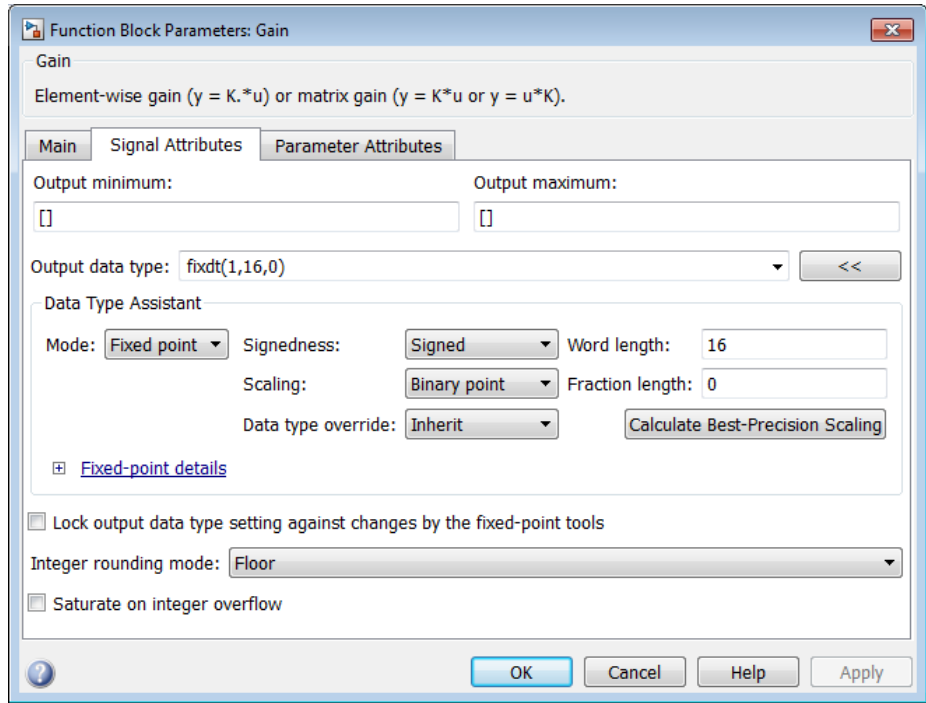 Function Block Parameters: Gain
Gain
Element-wise gain (y = K.*u) or matrix gain (y = K*u or y = u*K).
Main Signal Attributes Parameter Attributes
Output minimum: Output maximum:
[] []
Output data type: fixdt(1,16,0) <<
Data Type Assistant
Mode: Fixed point Signedness: Signed Word length: 16
Scaling: Binary point Fraction length: 0
Data type override: Inherit Calculate Best-Precision Scaling
Fixed-point details
Lock output data type setting against changes by the fixed-point tools
Integer rounding mode: Floor
Saturate on integer overflow
OK Cancel Help Apply